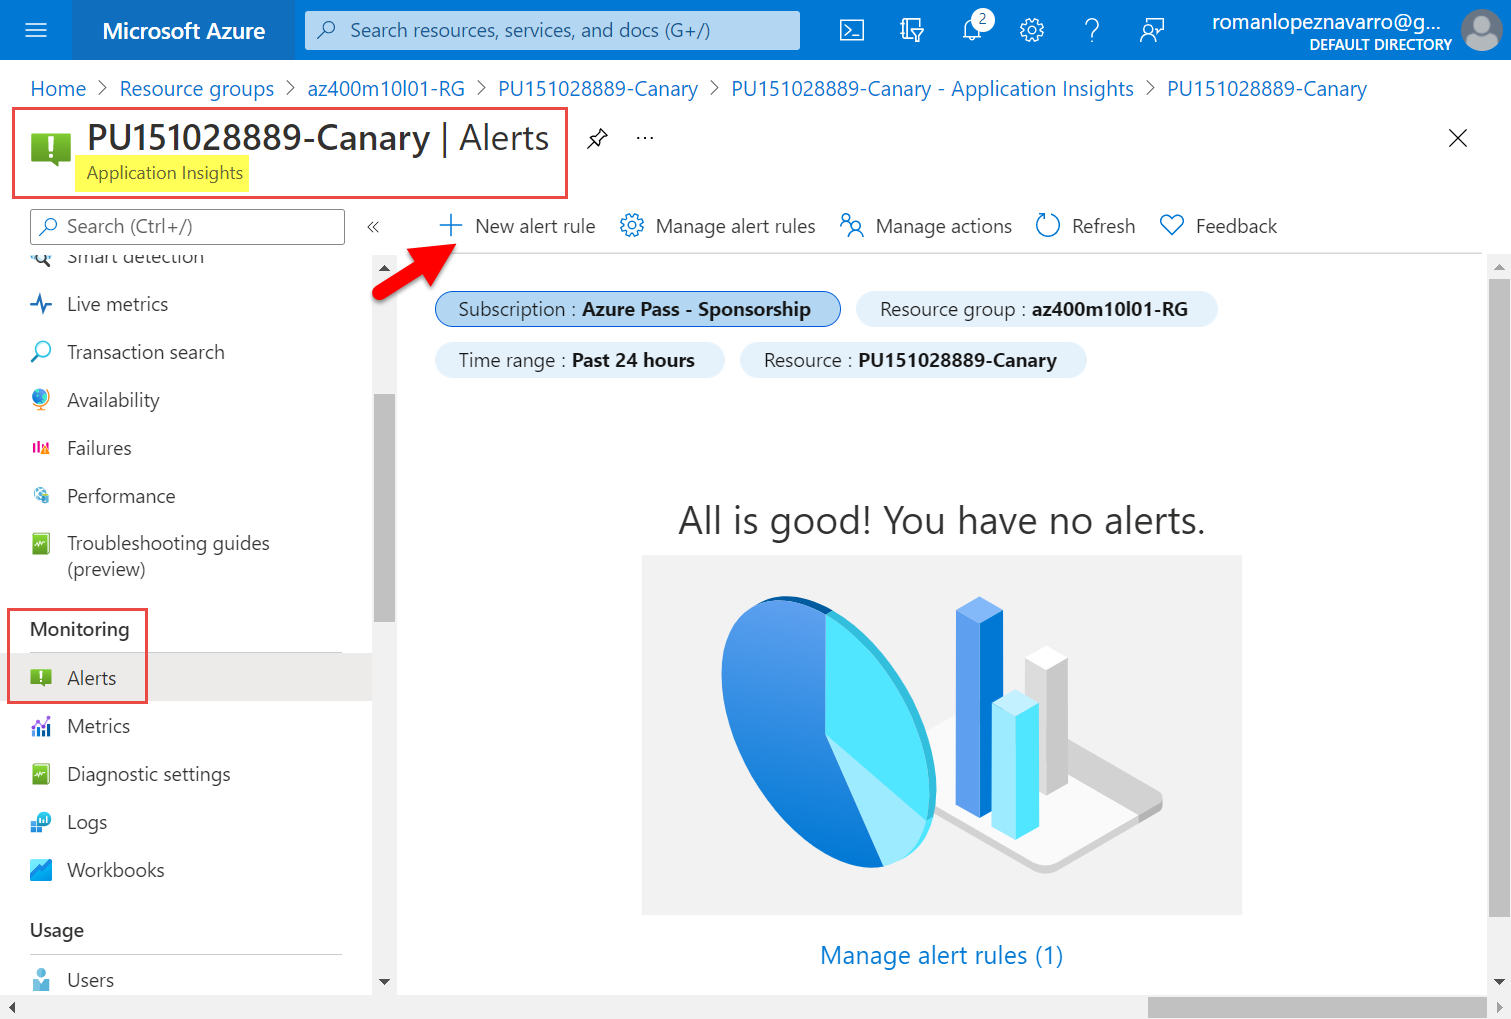 Microsoft Azure
Search resources, services, and docs (G+/)
2
romanlopeznavarro@g...
DEFAULT DIRECTORY
Home > Resource groups > az400m10l01-RG > PU151028889-Canary > PU151028889-Canary - Application Insights > PU151028889-Canary
PU151028889-Canary | Alerts
...
Application Insights
Search (Ctrl+/)
«
New alert rule
Manage alert rules
Manage actions
Refresh
Feedback
Smart detection
Live metrics
Transaction search
Availability
Failures
Performance
Troubleshooting guides
(preview)
Monitoring
Alerts
Metrics
Diagnostic settings
Logs
Workbooks
Usage
Users
Subscription : Azure Pass - Sponsorship
Resource group : az400m10l01-RG
Time range : Past 24 hours
Resource : PU151028889-Canary
All is good! You have no alerts.
Manage alert rules (1)